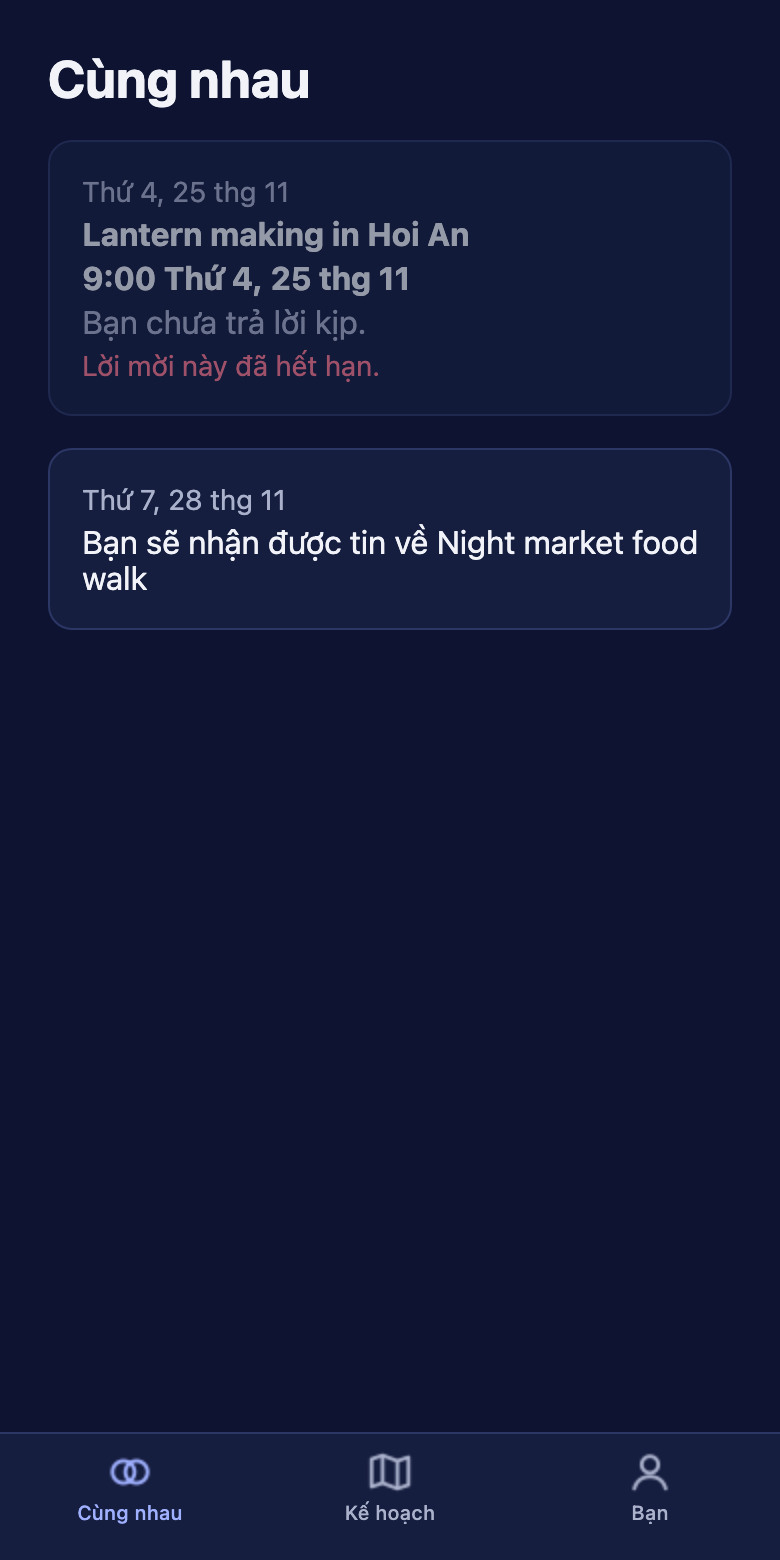 Cùng nhau
Thứ 4, 25 thg 11
Lantern making in Hoi An
9:00 Thứ 4, 25 thg 11
Bạn chưa trả lời kịp.
Lời mời này đã hết hạn.
Thứ 7, 28 thg 11
Bạn sẽ nhận được tin về Night market food
walk
Cùng nhau
Kế hoạch
Bạn